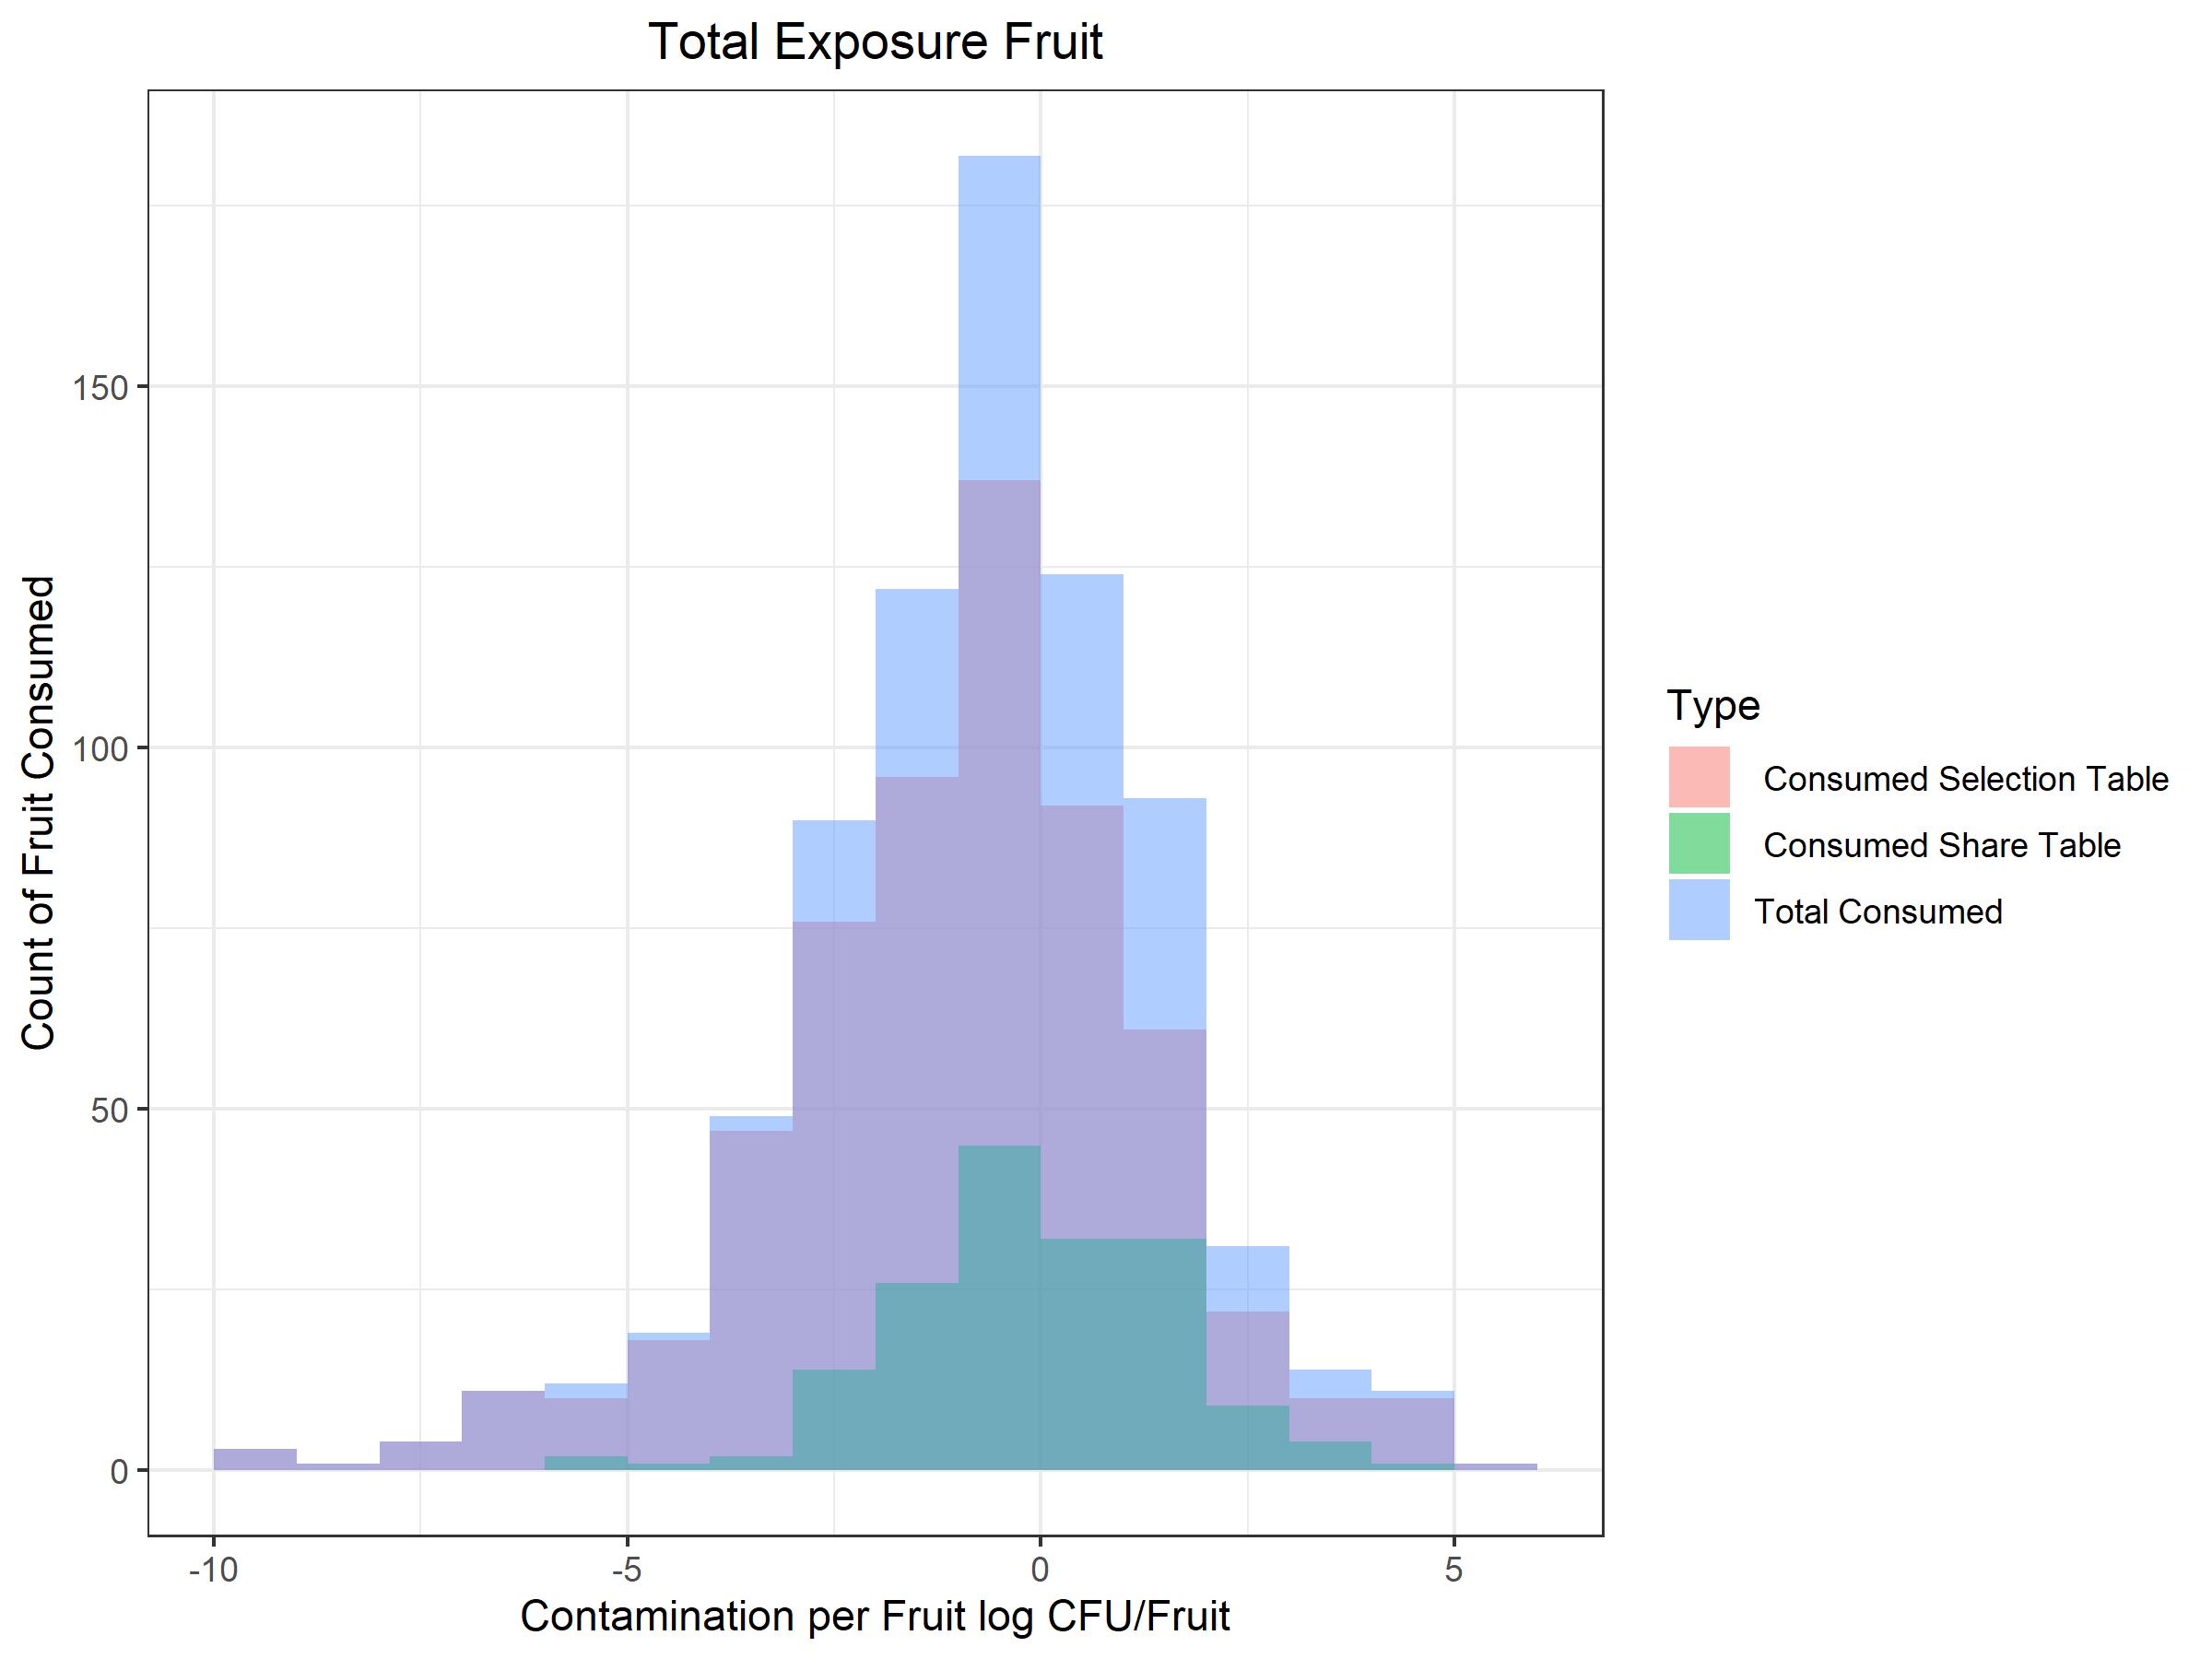 Total Exposure Fruit
Count of Fruit Consumed
150
100
50
0
-10
-5
0
5
Contamination per Fruit log CFU/Fruit
Type
Consumed Selection Table
Consumed Share Table
Total Consumed